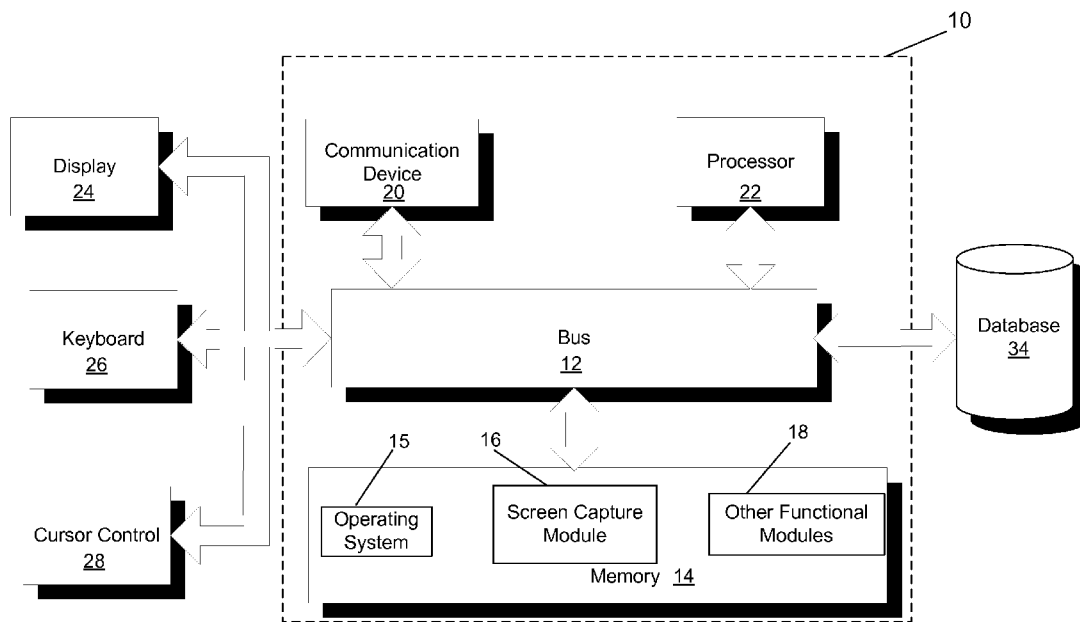 10
Display
24
Communication
Device
20
Processor
22
Keyboard
26
Bus
12
Database
34
15
16
18
Operating
System
Screen Capture
Module
Other Functional
Modules
Memory 14
Cursor Control
28